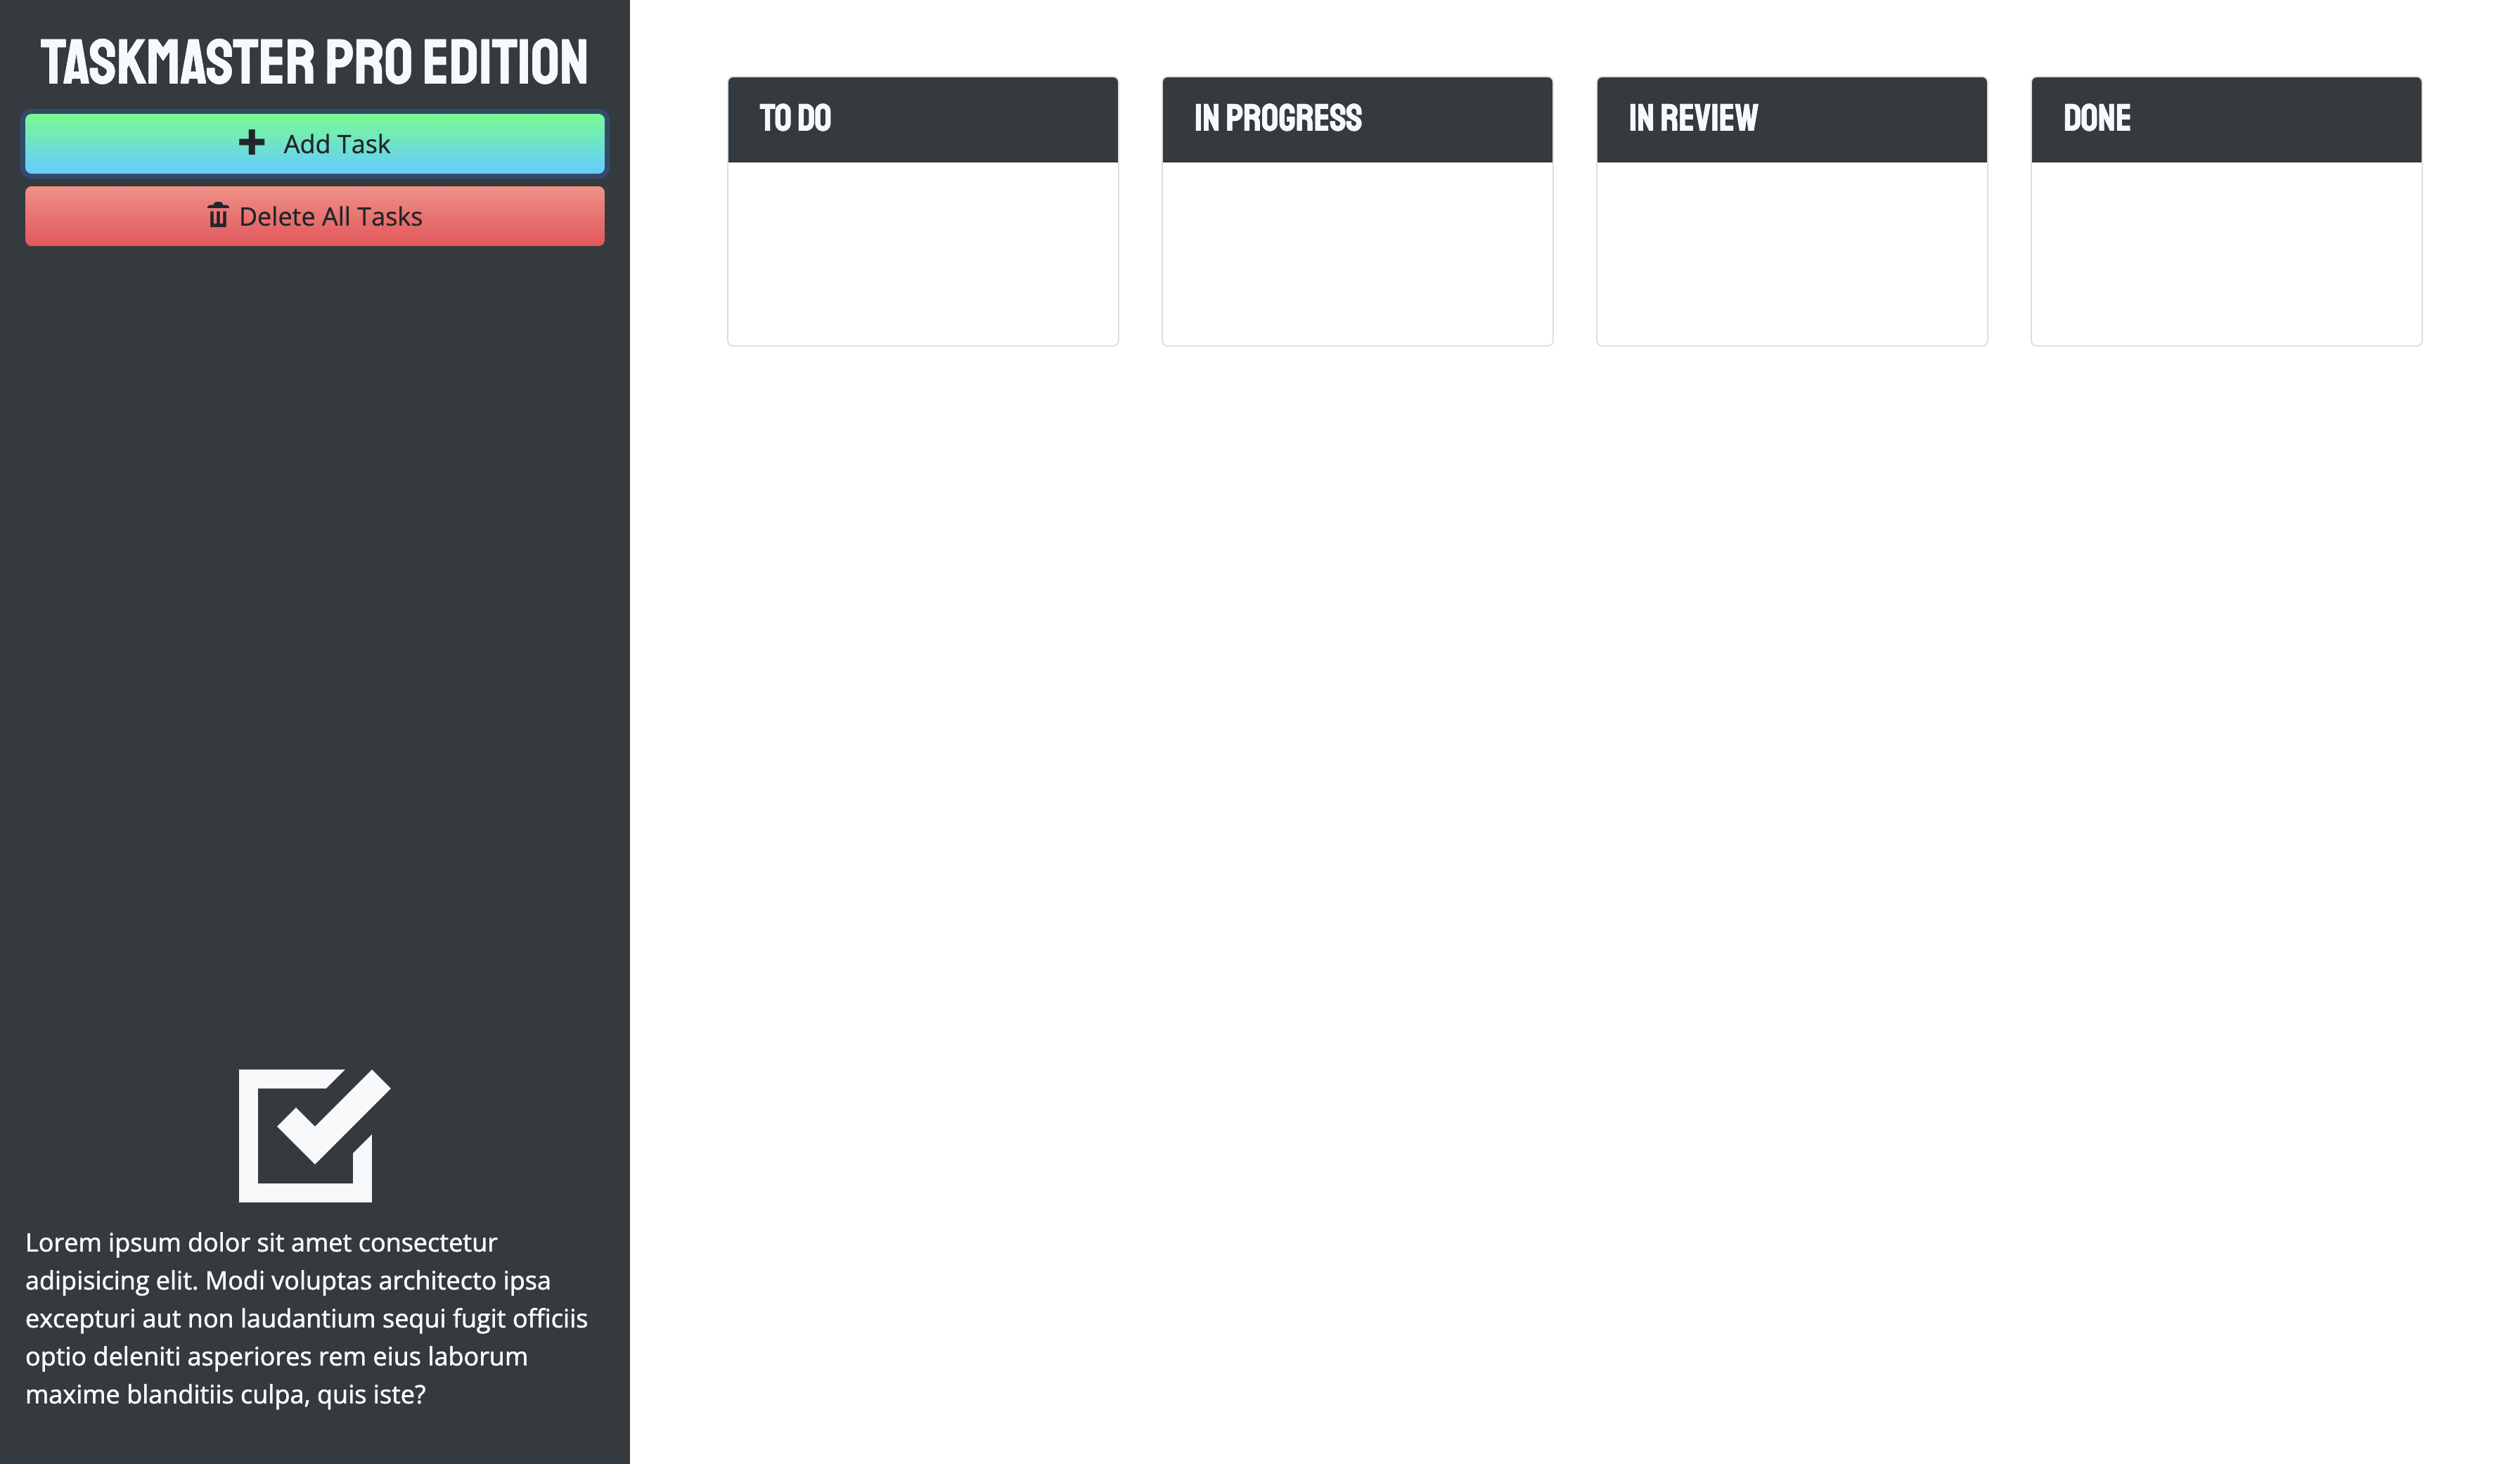 TASKMASTER PRO EDITION
Add Task
Delete All Tasks
TO DO
IN PROGRESS
IN REVIEW
DONE
Lorem ipsum dolor sit amet consectetur
adipisicing elit. Modi voluptas architecto ipsa
excepturi aut non laudantium sequi fugit officiis
optio deleniti asperiores rem eius laborum
maxime blanditiis culpa, quis iste?